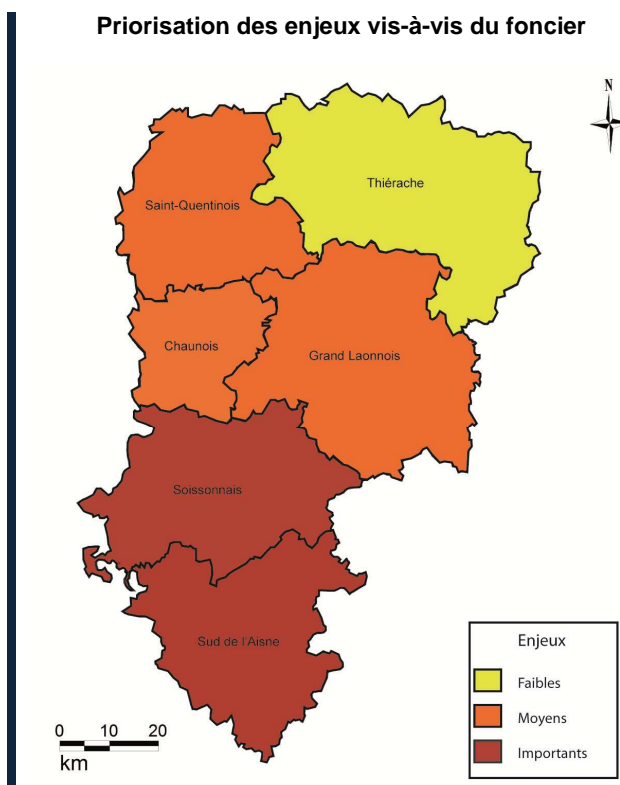 Priorisation des enjeux vis-à-vis du foncier
N
Thiérache
Saint-Quentinois
Chaunois
Grand Laonnois
Soissonnais
Sud de l'Aisne
Enjeux
Faibles
Moyens
Importants
0 10 20
km